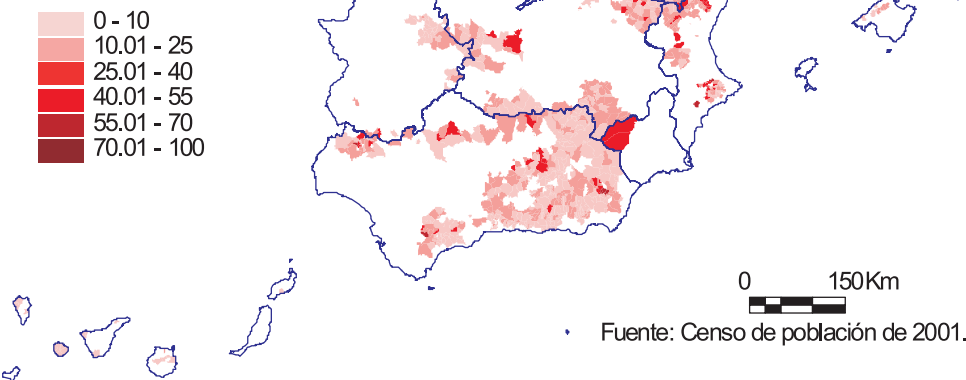 0 - 10
10.01 - 25
25.01 - 40
40.01 - 55
55.01 - 70
70.01 - 100
0 150Km
Fuente: Censo de población de 2001.